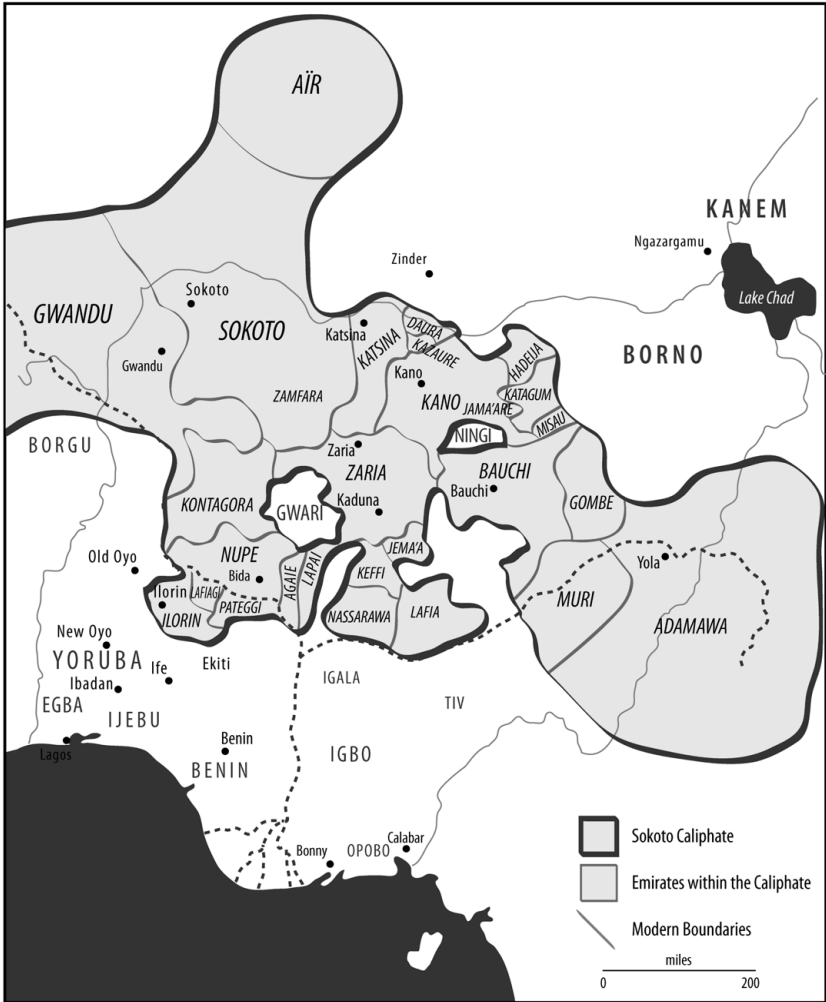 AÏR
KANEM
Ngazargamu
Zinder
Lake Chad
Sokoto
GWANDU
SOKOTO
Katsina
KATSINA
DAURA
KAZAURE
HADEIJA
BORNO
Gwandu
Kano
KANO
ZAMFARA
JAMA'ARE
KATAGUM
MISAU
NINGI
BORGU
Zaria
ZARIA
BAUCHI
Bauchi
GOMBE
KONTAGORA
GWARI
Kaduna
Old Oyo
NUPE
Bida
AGAIE
LAPAI
JEMA'A
KEFFI
Yola
Ilorin
LAFIAGI
PATEGGI
ILORIN
NASSARAWA
LAFIA
MURI
ADAMAWA
New Oyo
YORUBA
Ife
Ekiti
Ibadan
IGALA
TIV
EGBA
IJEBU
Lagos
Benin
BENIN
IGBO
Bonny
OPOBO
Calabar
Sokoto Caliphate
Emirates within the Caliphate
Modern Boundaries
miles
0 200